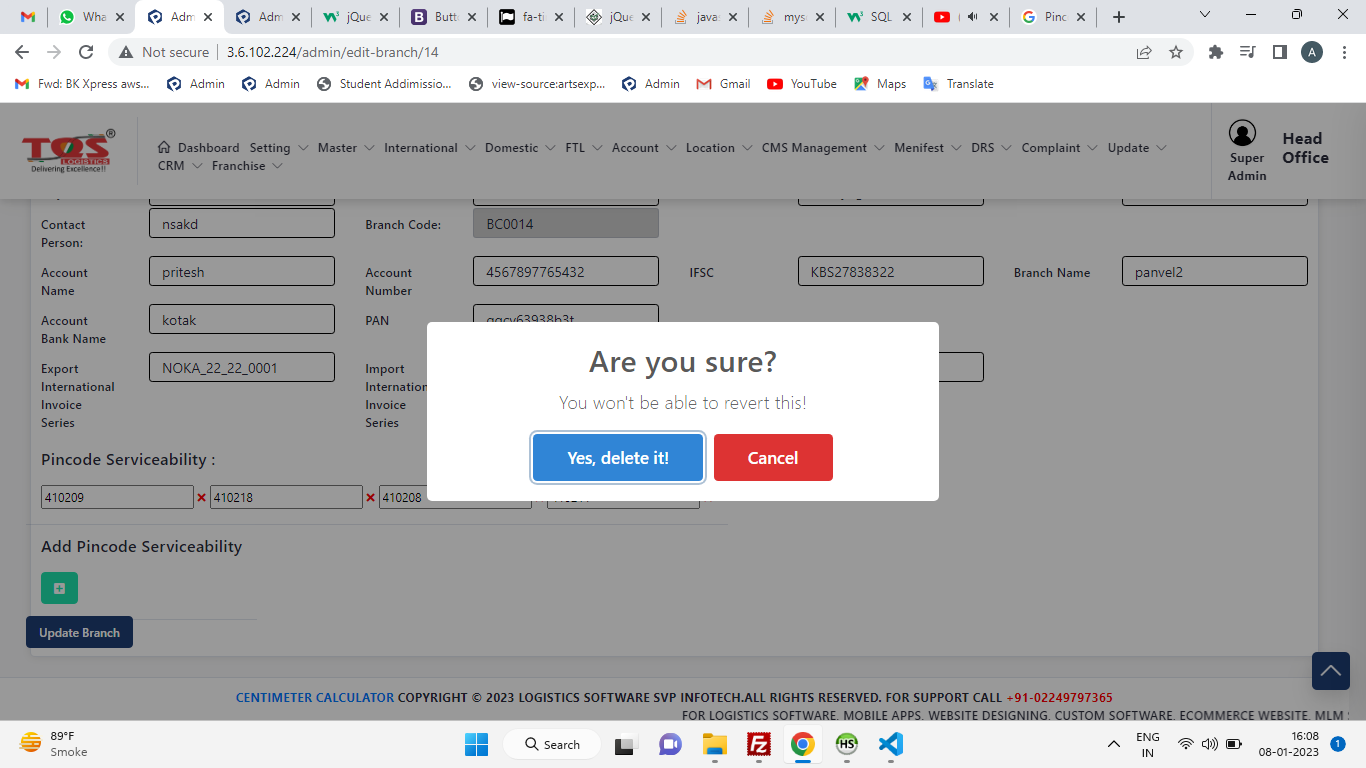 Wha
Adm
Adm
jQue
Butt
fa-ti
jQue
javas
myse
SQL
(
Pinc
Not secure
3.6.102.224/admin/edit-branch/14
A
Fwd: BK Xpress aws...
Admin
Admin
Student Addimissio...
view-source:artsexp...
Admin
Gmail
YouTube
Maps
Translate
TQS®
LOGISTICS
Delivering Excellence!!
Dashboard Setting Master International Domestic FTL Account Location CMS Management Menifest DRS Complaint Update
CRM Franchise
Super
Admin
Head
Office
Contact
Person:
nsakd
Branch Code:
BC0014
Account
Name
pritesh
Account
Number
4567897765432
IFSC
KBS27838322
Branch Name
panvel2
Account
Bank Name
kotak
PAN
Export
International
Invoice
Series
NOKA_22_22_0001
Import
Internation
Invoice
Series
Are you sure?
You won't be able to revert this!
Yes, delete it!
Cancel
Pincode Serviceability :
410209
410218
410208
Add Pincode Serviceability
Update Branch
CENTIMETER CALCULATOR COPYRIGHT © 2023 LOGISTICS SOFTWARE SVP INFOTECH.ALL RIGHTS RESERVED. FOR SUPPORT CALL +91-02249797365
FOR LOGISTICS SOFTWARE, MOBILE APPS, WEBSITE DESIGNING, CUSTOM SOFTWARE, ECOMMERCE WEBSITE, MLM
89°F
Smoke
Search
HS
ENG
IN
16:08
08-01-2023
1